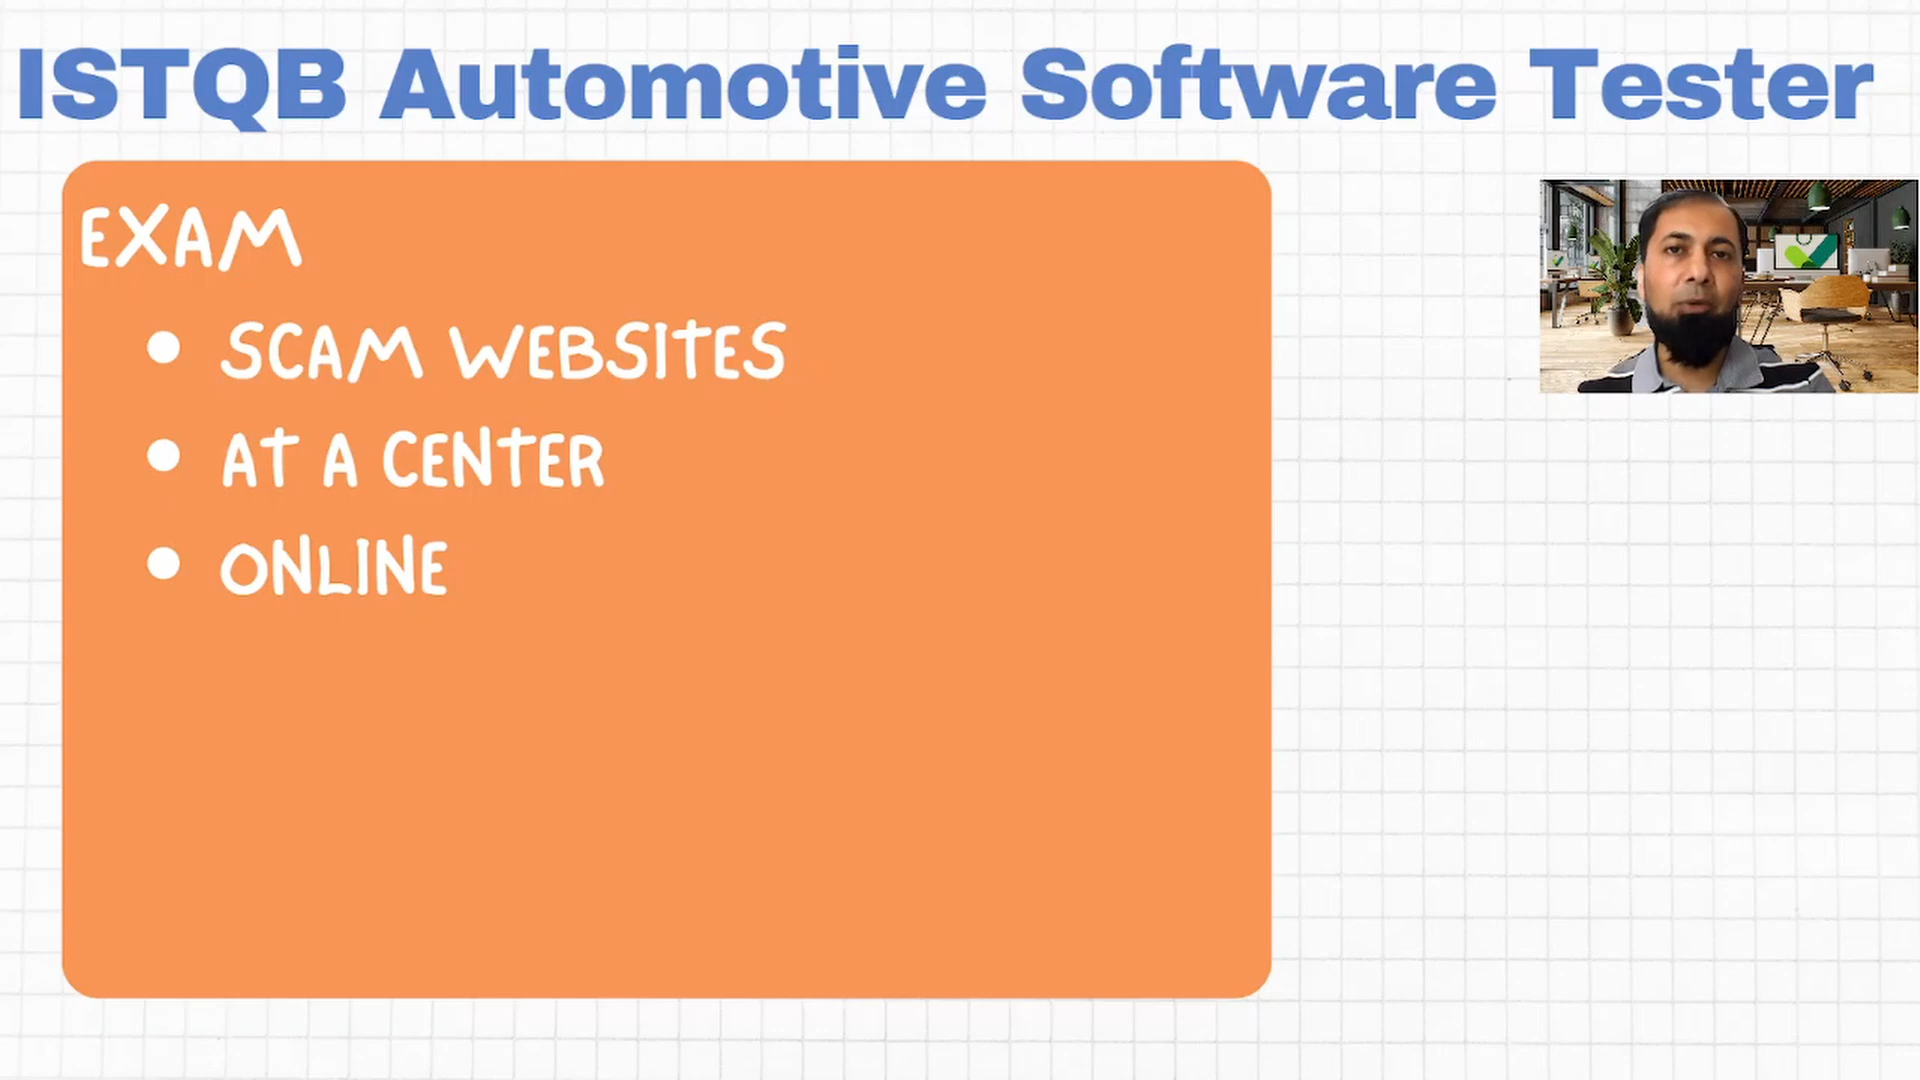 ISTQB Automotive Software Tester
EXAM
• SCAM WEBSITES
• AT A CENTER
• ONLINE